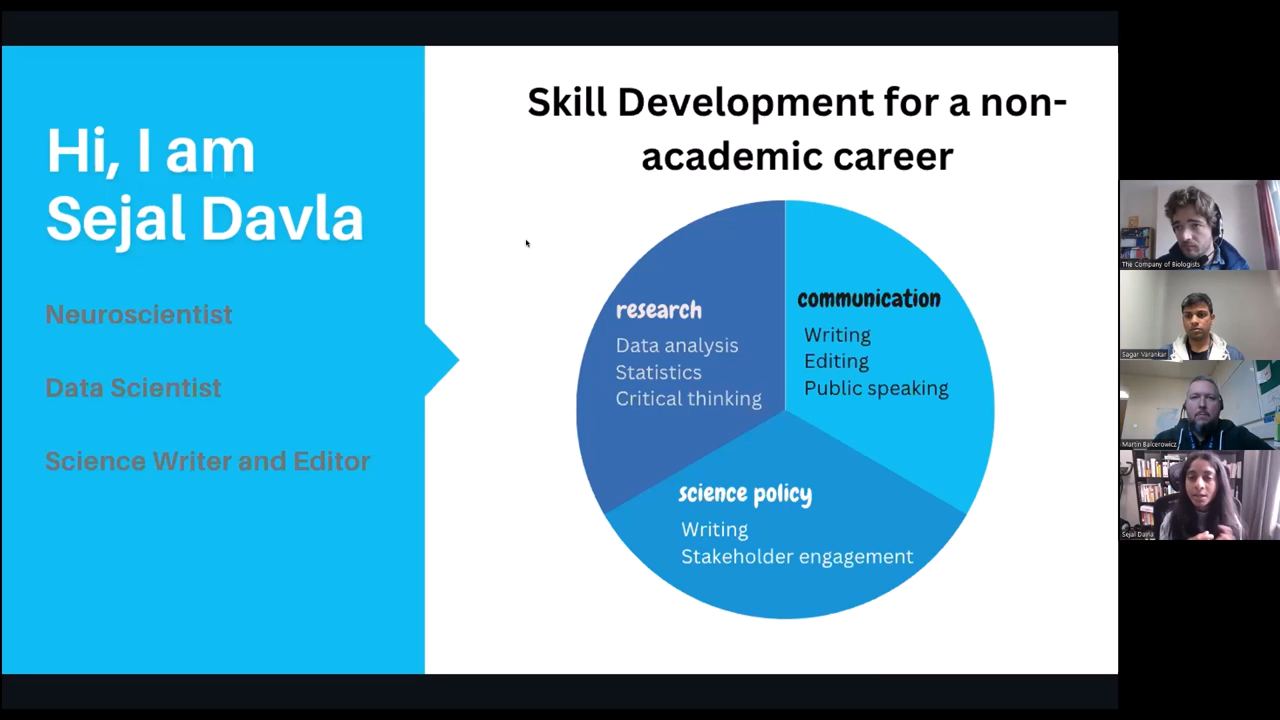 Hi, I am
Sejal Davla
Neuroscientist
Data Scientist
Science Writer and Editor
Skill Development for a non-
academic career
research
Data analysis
Statistics
Critical thinking
communication
Writing
Editing
Public speaking
science policy
Writing
Stakeholder engagement
The Company of Biologists
Sagar Varankar
Martin Balcerowicz
Sejal Davla